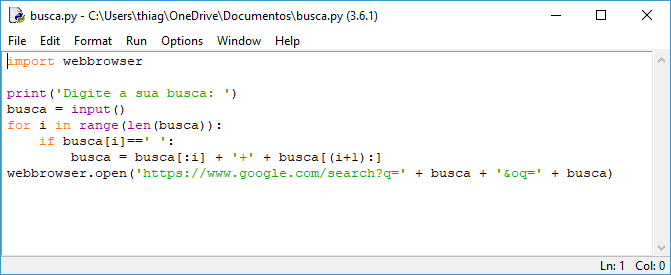 busca.py - C:\Users\thiag\OneDrive\Documentos\busca.py (3.6.1)
File Edit Format Run Options Window Help
import webbrowser

print('Digite a sua busca: ')
busca = input()
for i in range(len(busca)):
    if busca[i]==' ':
        busca = busca[:i] + '+' + busca[(i+1):]
webbrowser.open('https://www.google.com/search?q=' + busca + '&oq=' + busca)
Ln: 1 Col: 0